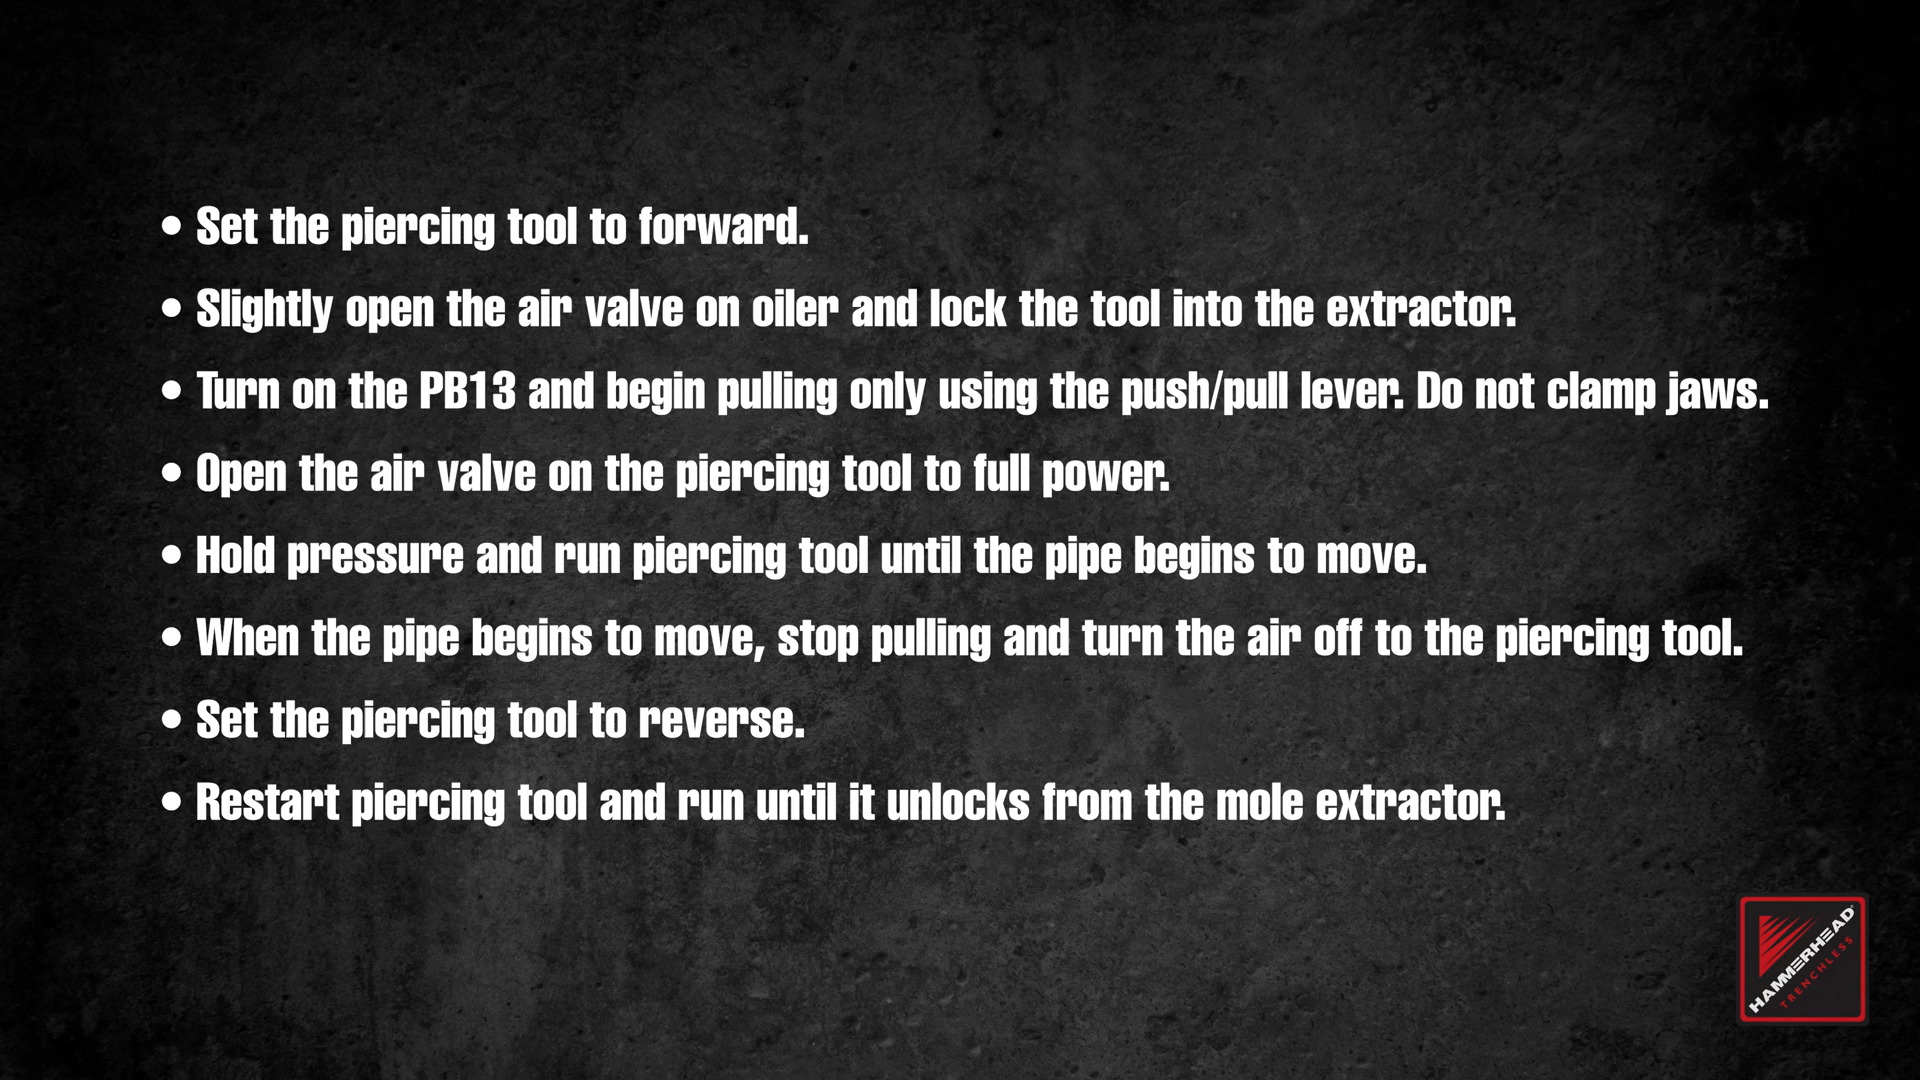 • Set the piercing tool to forward.
• Slightly open the air valve on oiler and lock the tool into the extractor.
• Turn on the PB13 and begin pulling only using the push/pull lever. Do not clamp jaws.
• Open the air valve on the piercing tool to full power.
• Hold pressure and run piercing tool until the pipe begins to move.
• When the pipe begins to move, stop pulling and turn the air off to the piercing tool.
• Set the piercing tool to reverse.
• Restart piercing tool and run until it unlocks from the mole extractor.
HAMMERHEAD®
TRENCHLESS